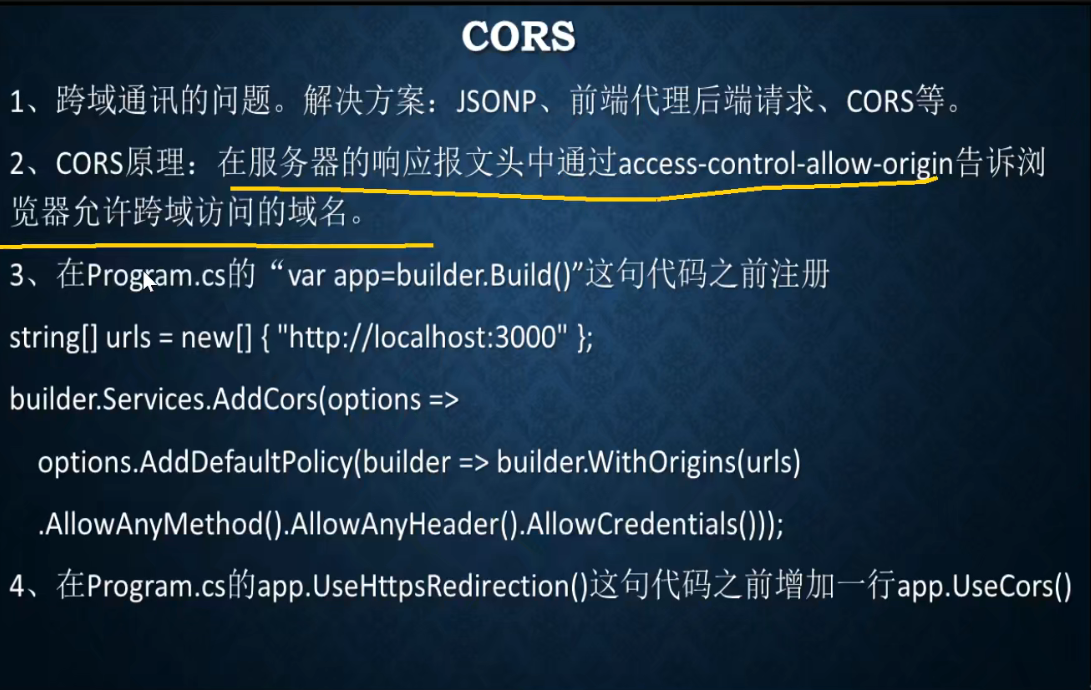 CORS
1、跨域通讯的问题。解决方案：JSONP、前端代理后端请求、CORS等。
2、CORS原理：在服务器的响应报文头中通过access-control-allow-origin告诉浏
览器允许跨域访问的域名。
3、在Program.cs的“var app=builder.Build()”这句代码之前注册
string[] urls = new[] { "http://localhost:3000" };
builder.Services.AddCors(options =>
options.AddDefaultPolicy(builder => builder.WithOrigins(urls)
.AllowAnyMethod().AllowAnyHeader().AllowCredentials()));
4、在Program.cs的app.UseHttpsRedirection()这句代码之前增加一行app.UseCors()